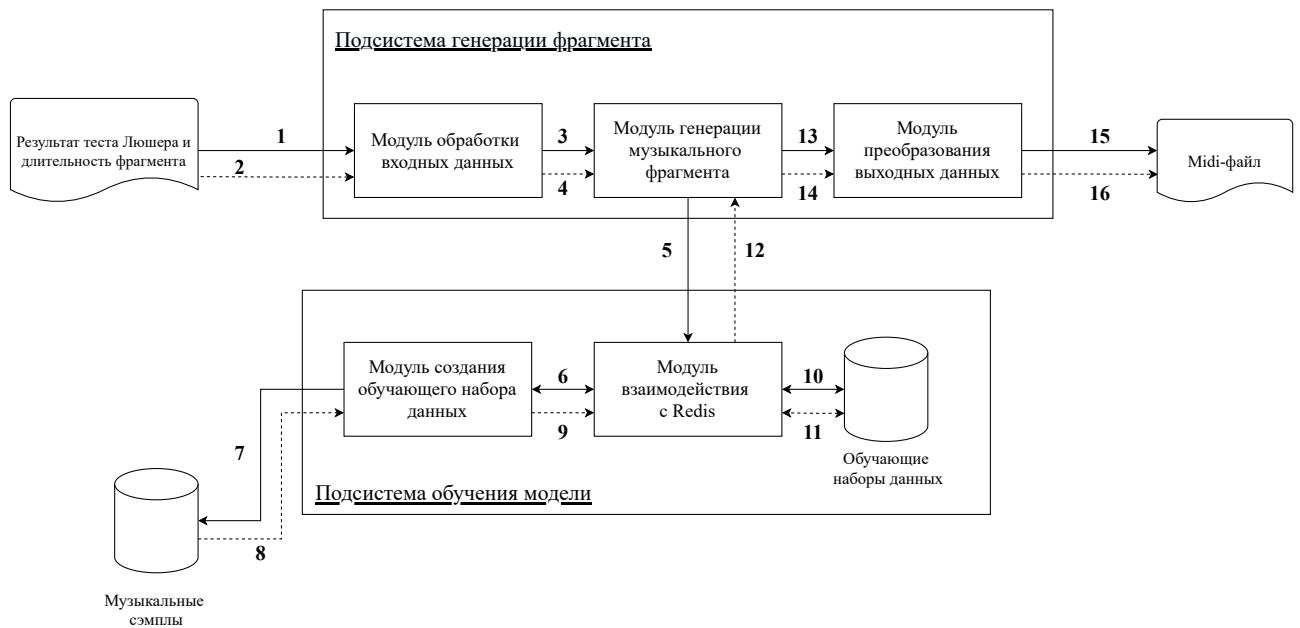 Подсистема генерации фрагмента
Результат теста Люшера и
длительность фрагмента
1
2
Модуль обработки
входных данных
3
4
Модуль генерации
музыкального
фрагмента
13
14
Модуль
преобразования
выходных данных
15
16
Midi-файл
5
12
Модуль создания
обучающего набора
данных
6
9
Модуль
взаимодействия
с Redis
10
11
Обучающие
наборы данных
7
8
Подсистема обучения модели
Музыкальные
сэмплы